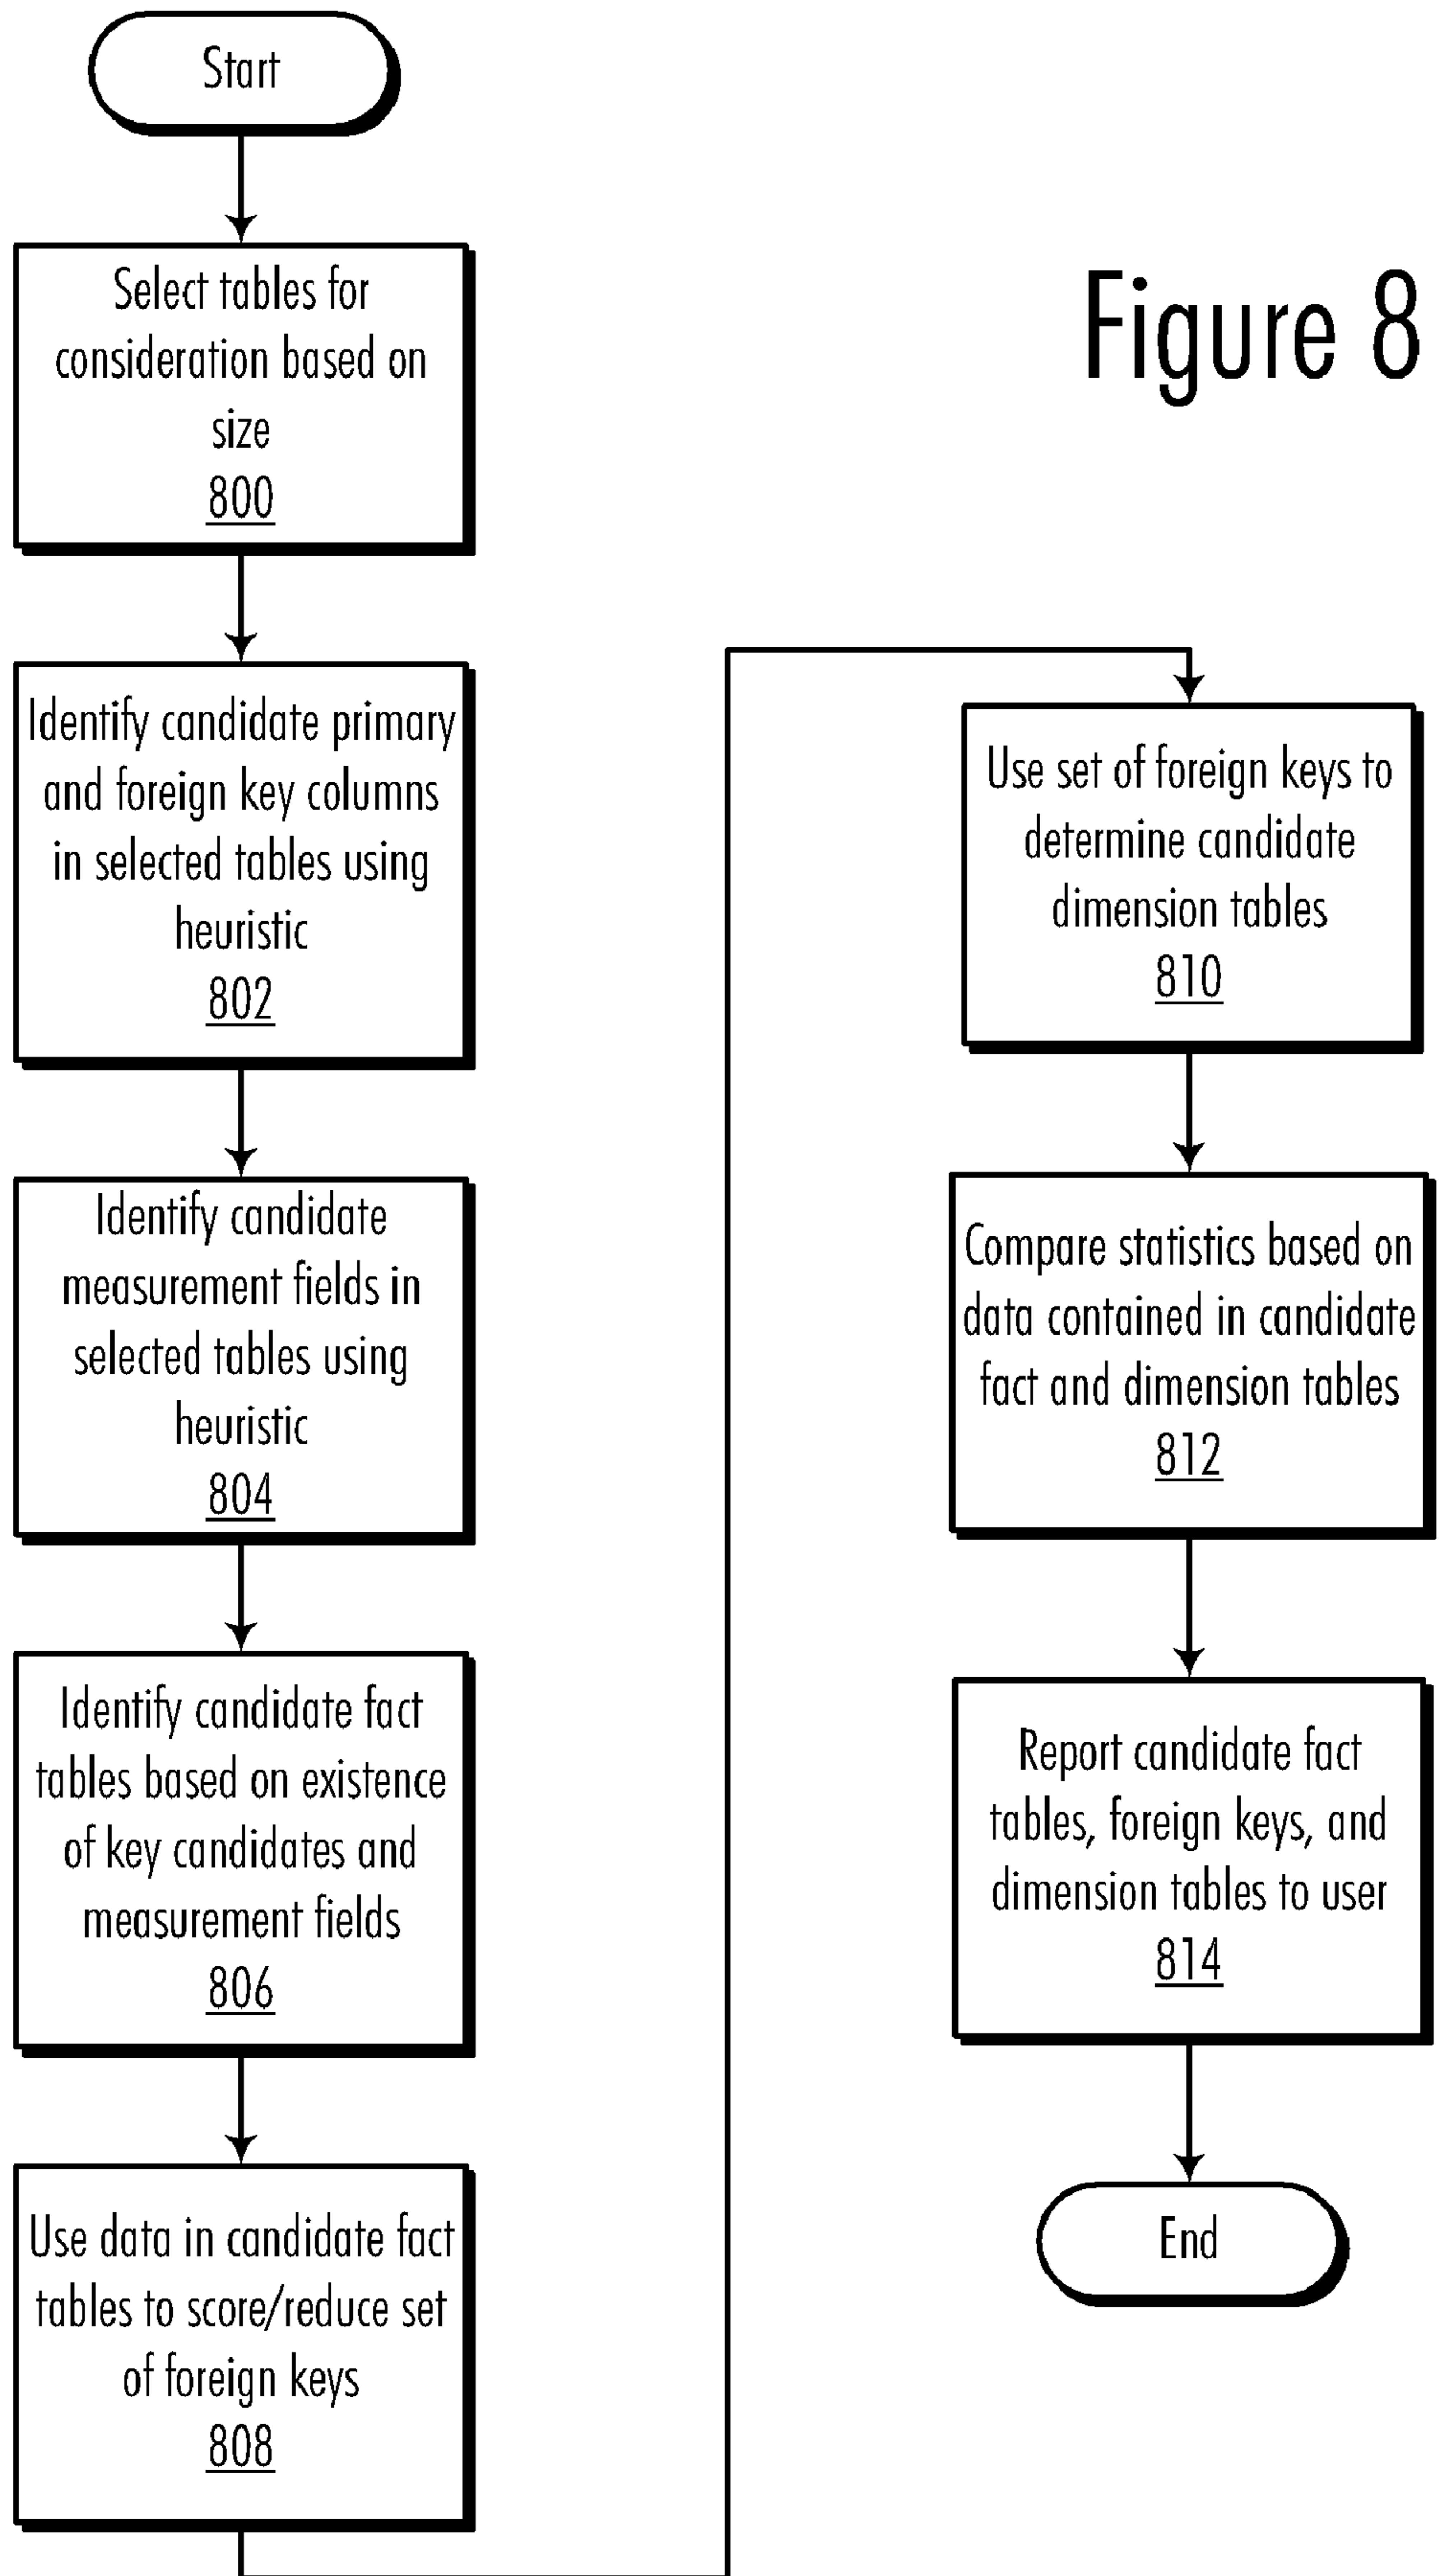 Start
Select tables for
consideration based on
size
800
Identify candidate primary
and foreign key columns
in selected tables using
heuristic
802
Identify candidate
measurement fields in
selected tables using
heuristic
804
Identify candidate fact
tables based on existence
of key candidates and
measurement fields
806
Use data in candidate fact
tables to score/reduce set
of foreign keys
808
Figure 8
Use set of foreign keys to
determine candidate
dimension tables
810
Compare statistics based on
data contained in candidate
fact and dimension tables
812
Report candidate fact
tables, foreign keys, and
dimension tables to user
814
End